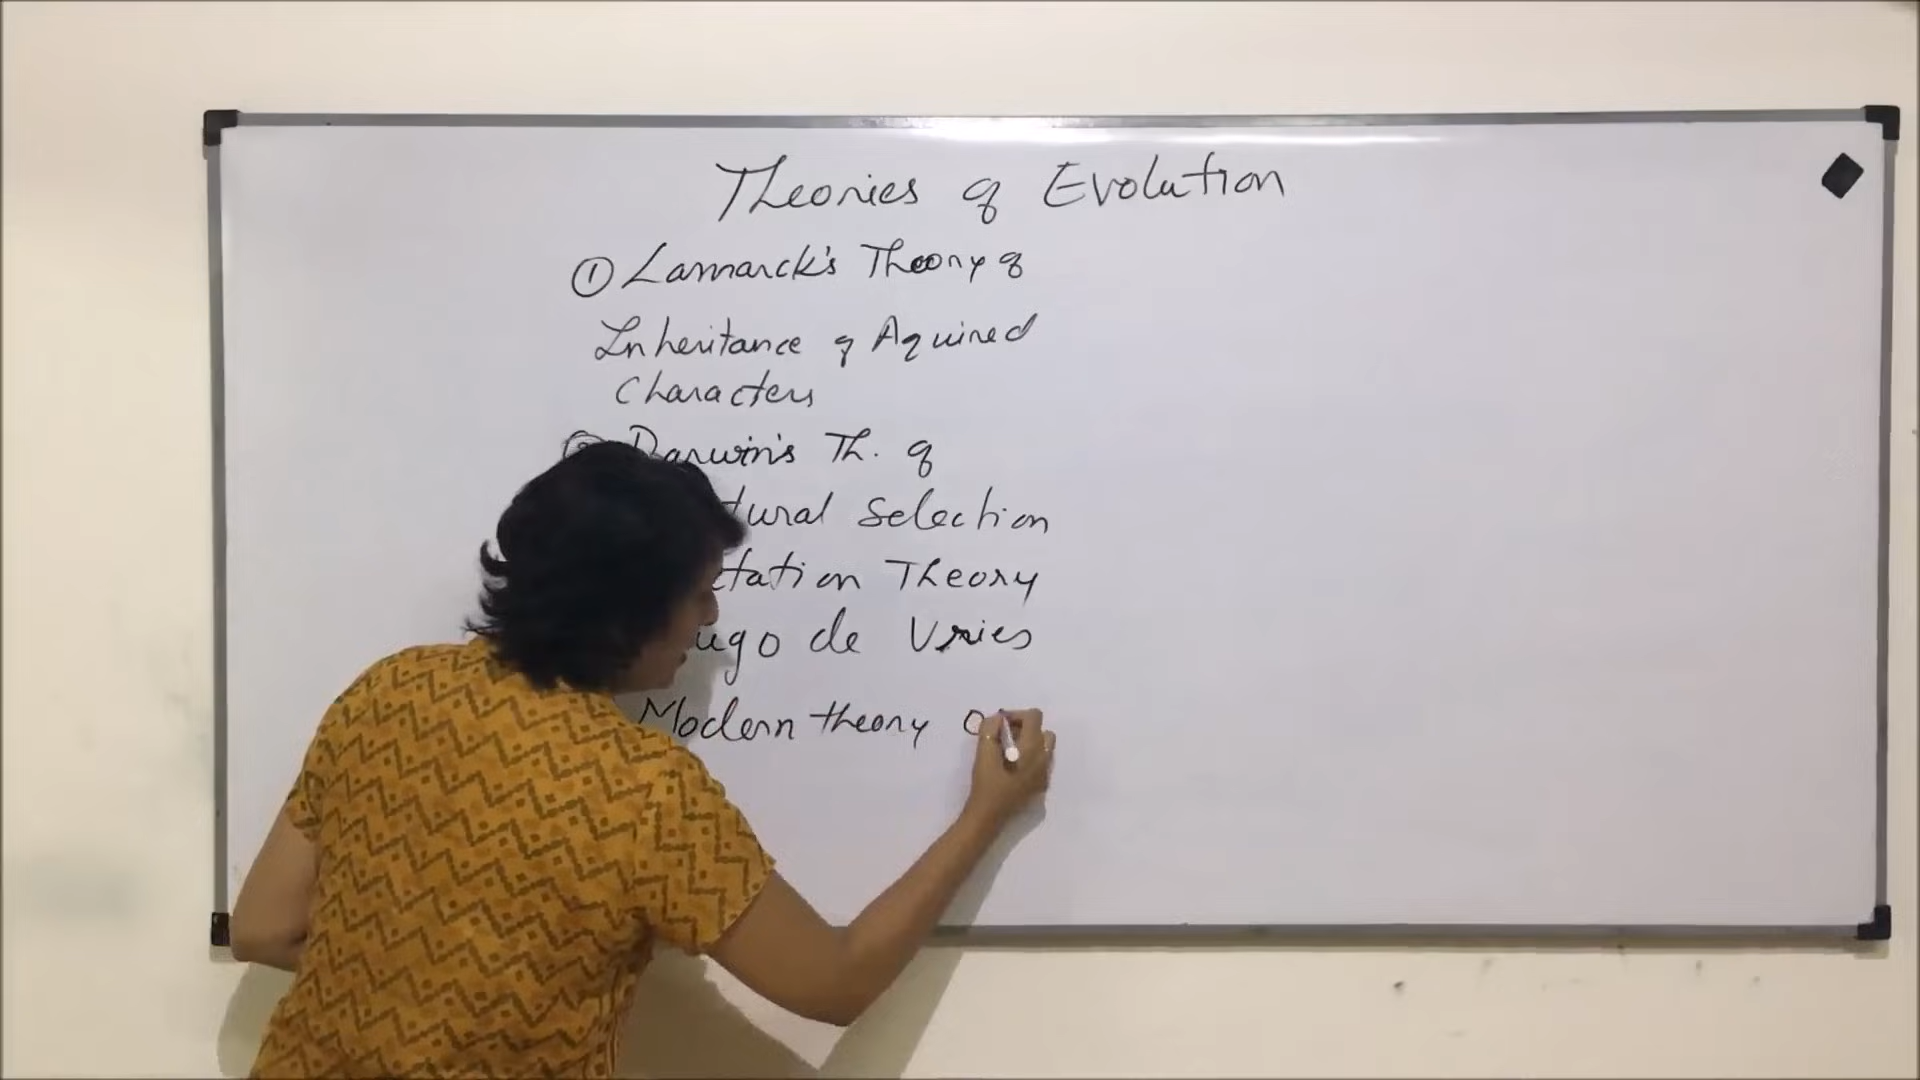 Theories of Evolution
① Lamarck's Theory of
Inheritance of Aquired
Characters
Darwin's Th. of
tural Selection
tation Theory
ugo de Vries
Modern theory o